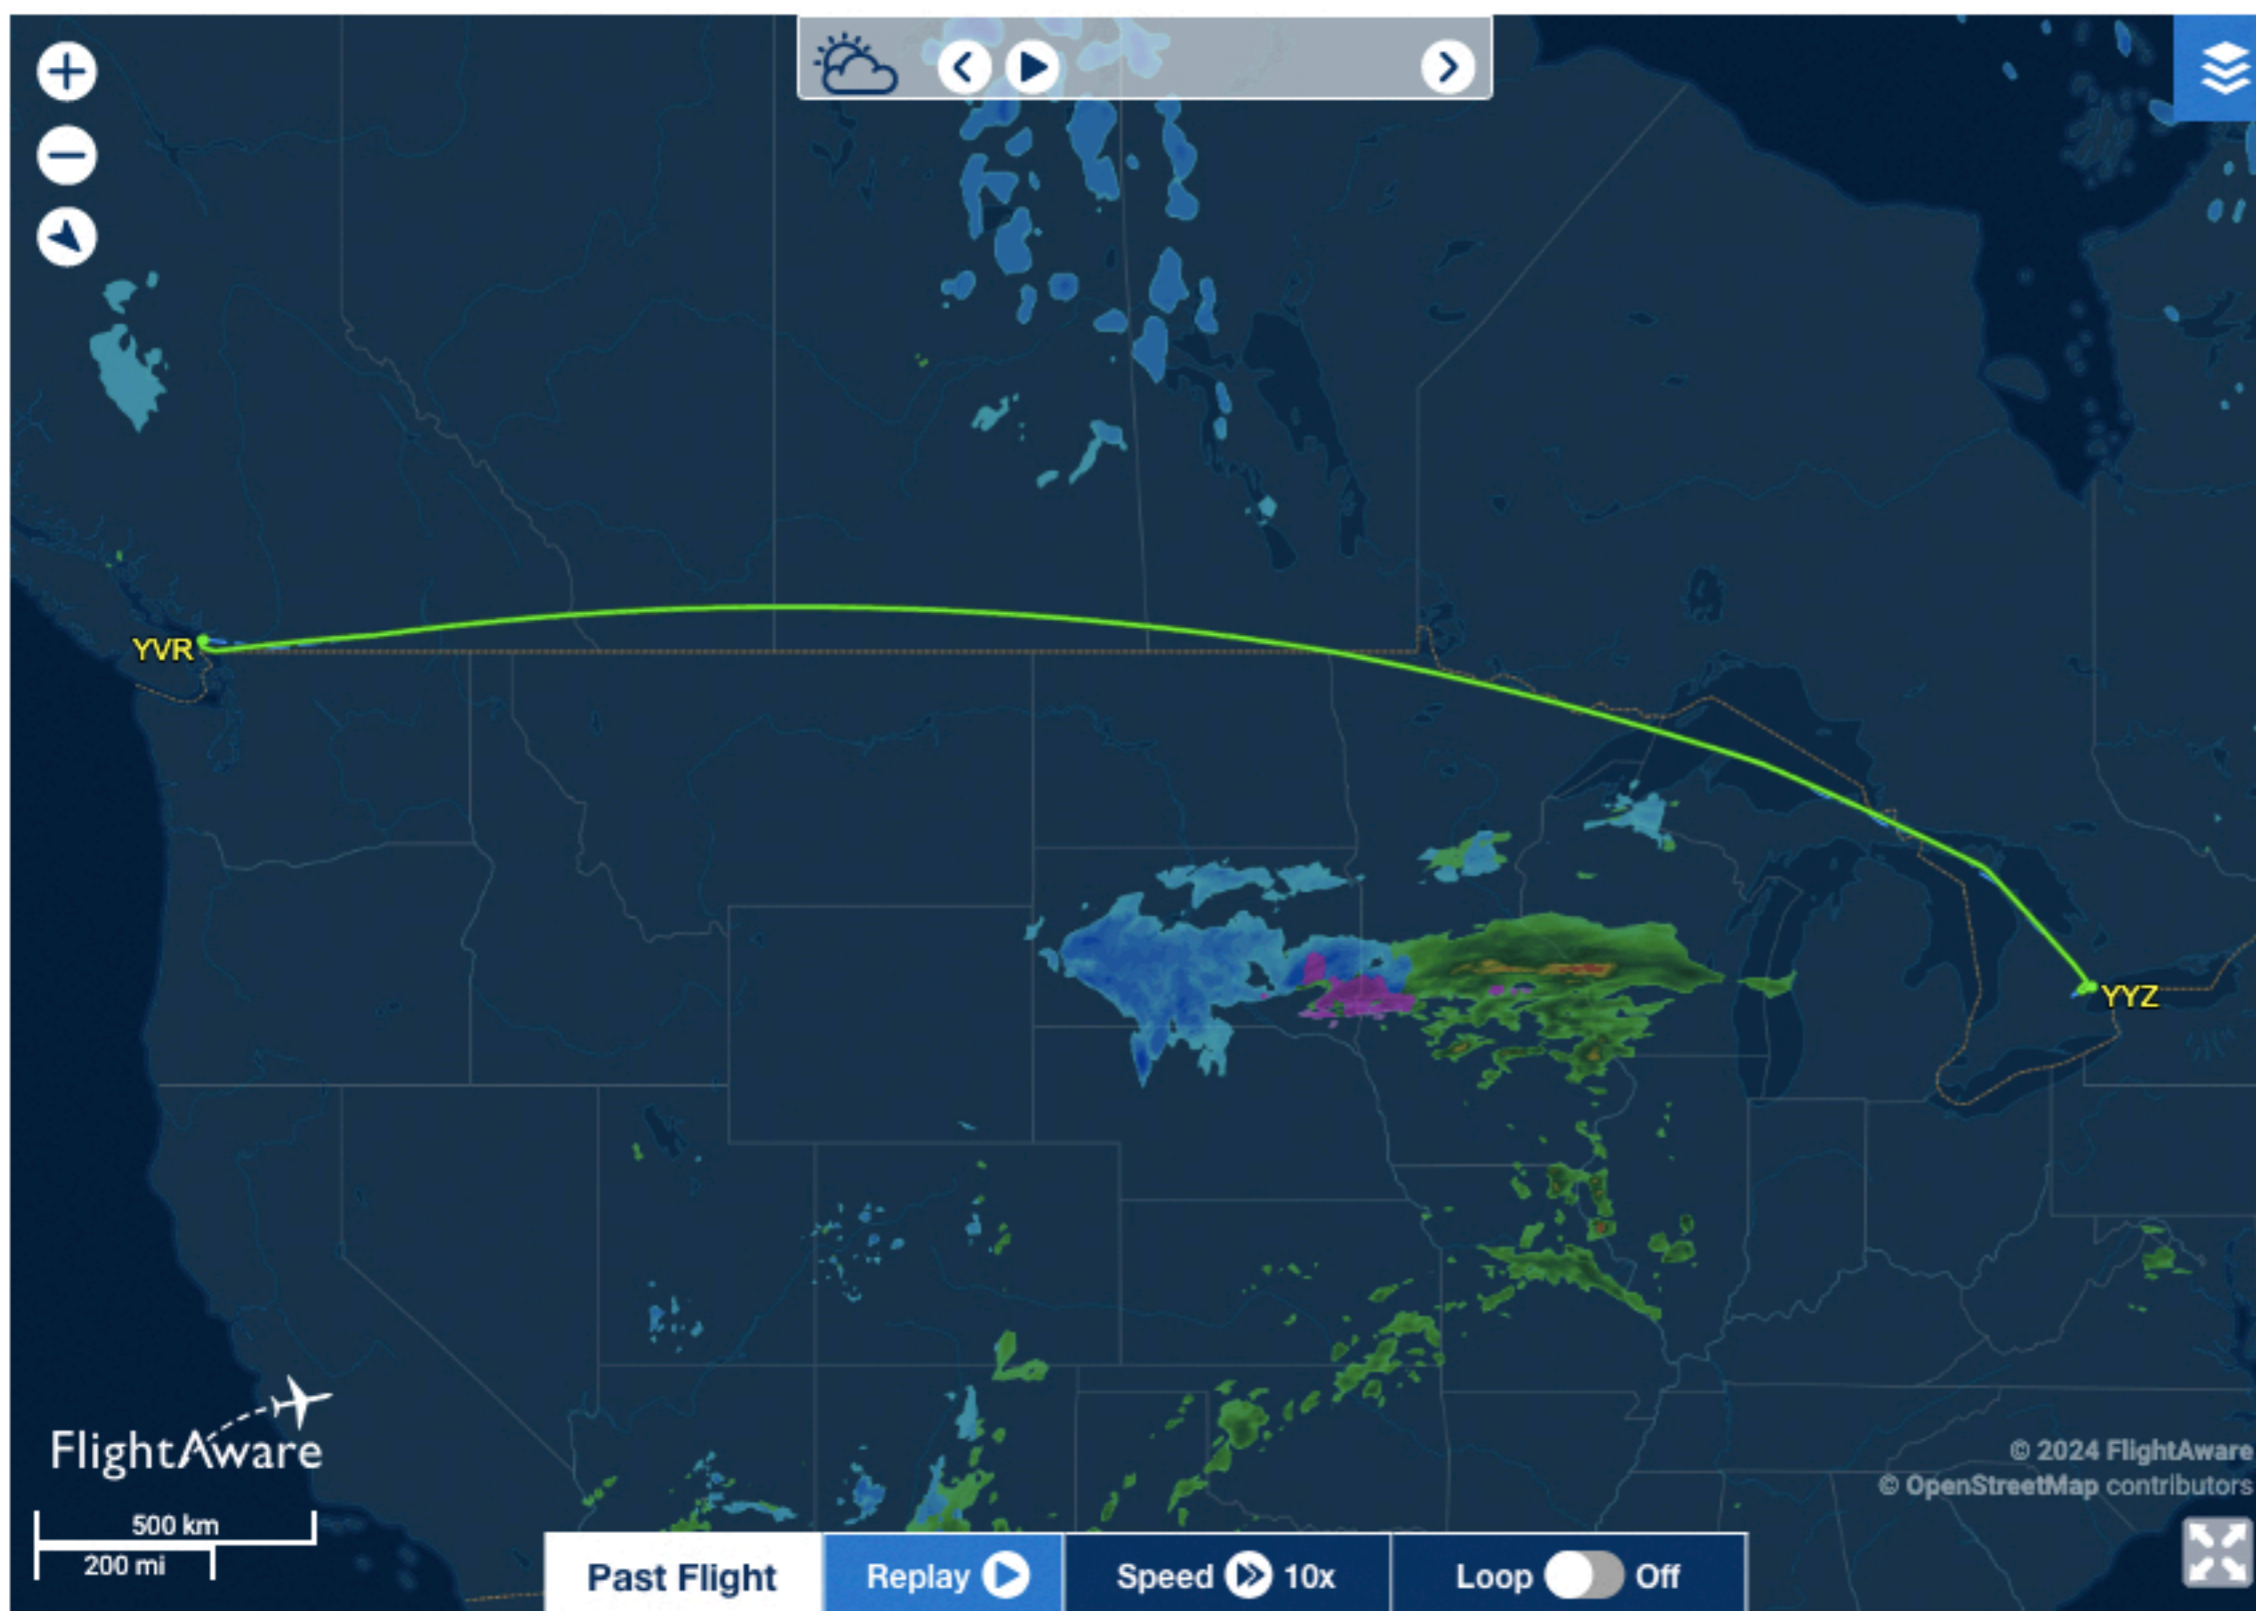 YVR
YYZ
FlightAware
© 2024 FlightAware
© OpenStreetMap contributors
500 km
200 mi
Past Flight
Replay
Speed 10x
Loop Off